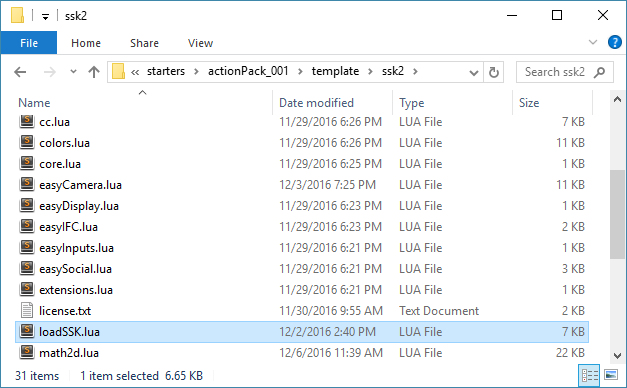 ssk2
File Home Share View
starters actionPack_001 template ssk2 Search ssk2
Name Date modified Type Size
cc.lua 11/29/2016 6:26 PM LUA File 7 KB
colors.lua 11/29/2016 6:26 PM LUA File 11 KB
core.lua 11/29/2016 6:25 PM LUA File 1 KB
easyCamera.lua 12/3/2016 7:25 PM LUA File 11 KB
easyDisplay.lua 11/29/2016 6:23 PM LUA File 1 KB
easyIFC.lua 11/29/2016 6:23 PM LUA File 2 KB
easyInputs.lua 11/29/2016 6:21 PM LUA File 1 KB
easySocial.lua 11/29/2016 6:21 PM LUA File 3 KB
extensions.lua 11/29/2016 6:21 PM LUA File 1 KB
license.txt 11/30/2016 9:55 AM Text Document 2 KB
loadSSK.lua 12/2/2016 2:40 PM LUA File 7 KB
math2d.lua 12/6/2016 11:39 AM LUA File 22 KB
31 items 1 item selected 6.65 KB